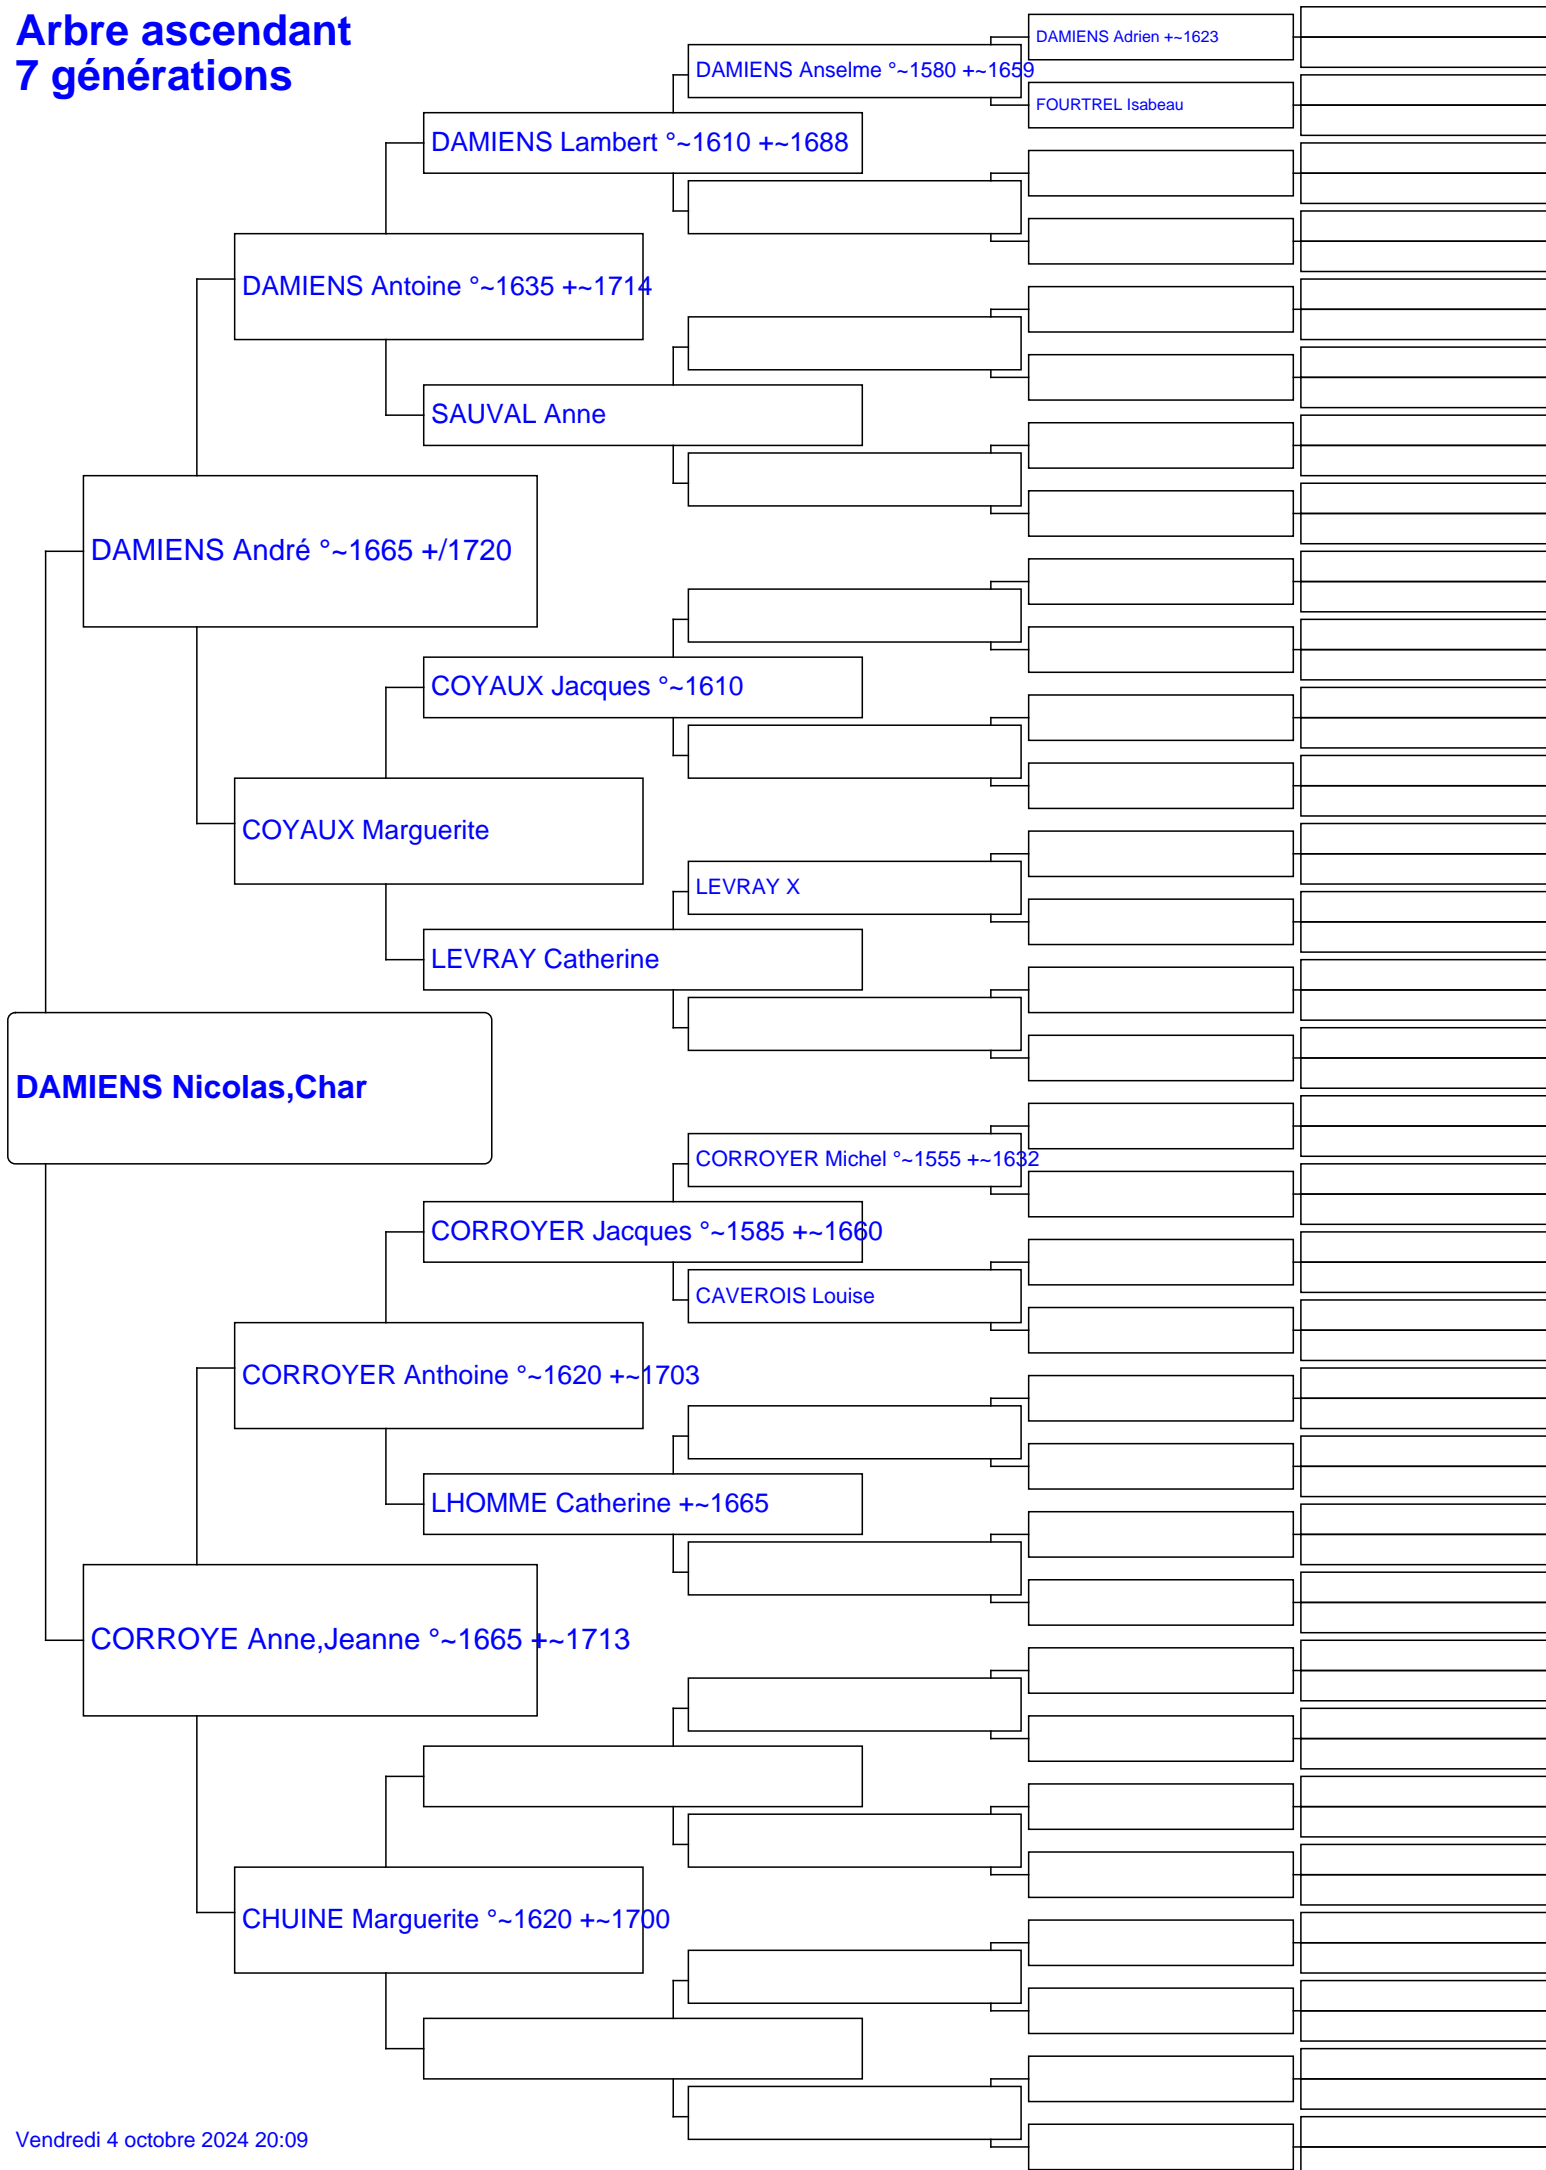 Arbre ascendant
7 générations
DAMIENS Adrien +~1623
DAMIENS Anselme °~1580 +~1659
FOURTREL Isabeau
DAMIENS Lambert °~1610 +~1688
DAMIENS Antoine °~1635 +~1714
SAUVAL Anne
DAMIENS André °~1665 +/1720
COYAUX Jacques °~1610
COYAUX Marguerite
LEVRAY X
LEVRAY Catherine
DAMIENS Nicolas,Char
CORROYER Michel °~1555 +~1632
CORROYER Jacques °~1585 +~1660
CAVEROIS Louise
CORROYER Anthoine °~1620 +~1703
LHOMME Catherine +~1665
CORROYE Anne,Jeanne °~1665 +~1713
CHUINE Marguerite °~1620 +~1700
Vendredi 4 octobre 2024 20:09